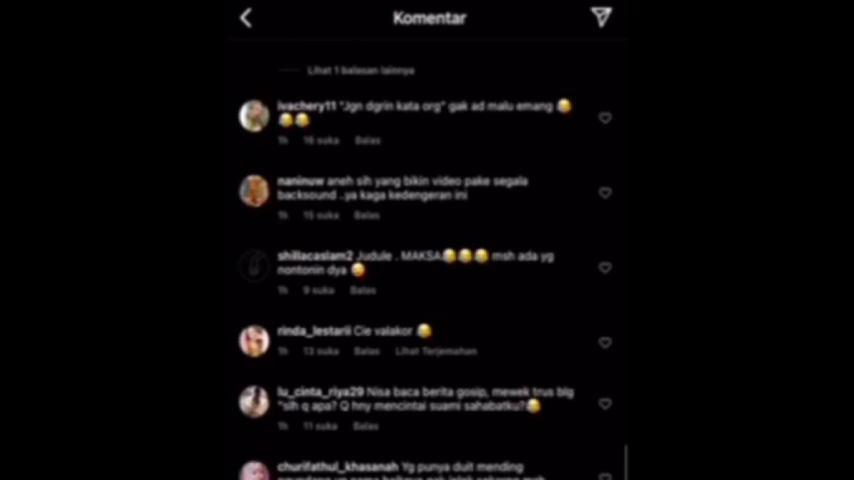 Komentar
Lihat 1 balasan lainnya
ivachery11 "Jgn dgrin kata org" gak ad malu emang 😂
😂😂
1h 16 suka Balas
naninuw aneh sih yang bikin video pake segala
backsound ..ya kaga kedengeran ini
1h 15 suka Balas
shillacaslam2 Judule . MAKSA😂😂😂 msh ada yg
nontonin dya 😂
1h 9 suka Balas
rinda_lestarii Cie valakor 😂
1h 13 suka Balas Lihat Terjemahan
lu_cinta_riya29 Nisa baca berita gosip, mewek trus blg
"slh q apa? Q hny mencintai suami sahabatku?😂
1h 11 suka Balas
churifathul_khasanah Yg punya duit mending